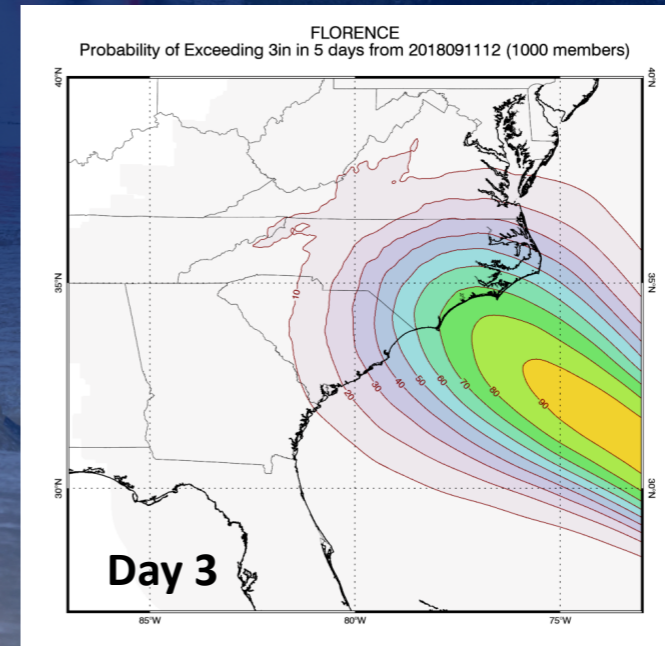 FLORENCE
Probability of Exceeding 3in in 5 days from 2018091112 (1000 members)
40°N
40°N
35°N
35°N
30°N
30°N
10
20
30
40
50
60
70
80
90
Day 3
85°W
80°W
75°W